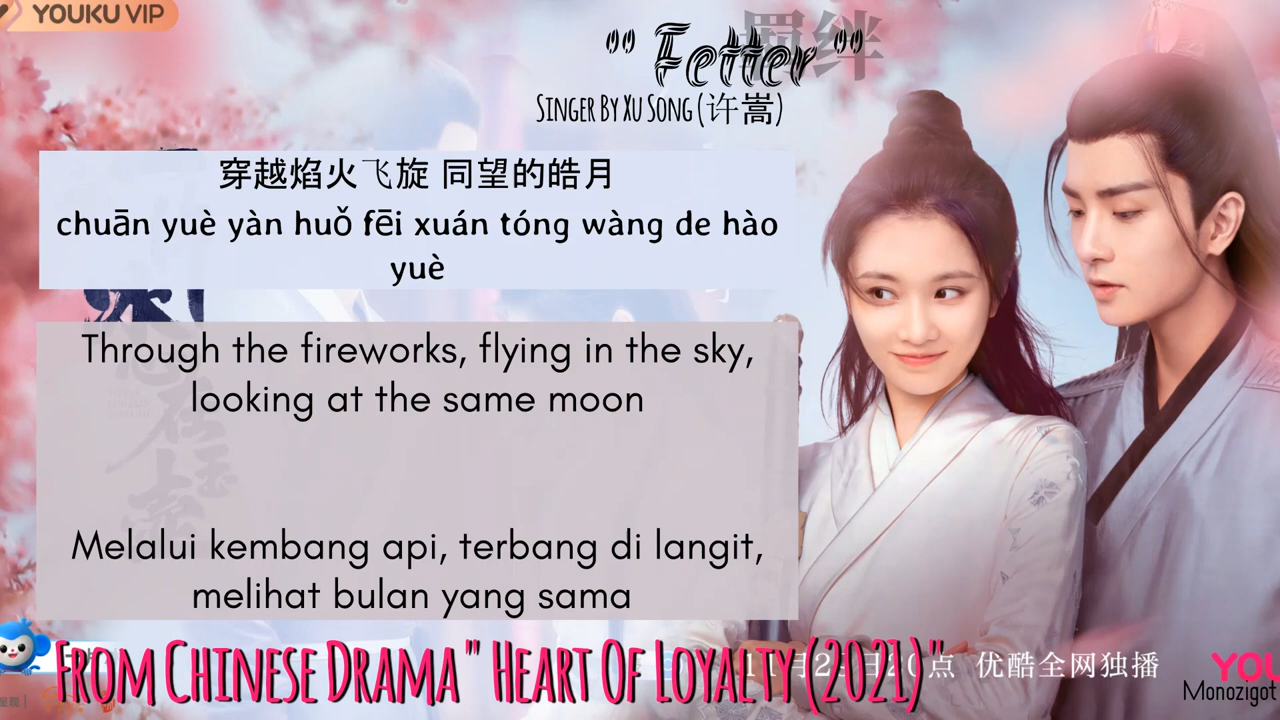 YOUKU VIP
羁绊
" Fetter "
SINGER BY XU SONG (许嵩)
穿越焰火飞旋 同望的皓月
chuān yuè yàn huǒ fēi xuán tóng wàng de hào
yuè
Through the fireworks, flying in the sky,
looking at the same moon
Melalui kembang api, terbang di langit,
melihat bulan yang sama
FROM CHINESE DRAMA " HEART OF LOYALTY (2021)"
点 优酷全网独播
YOU
Monozigot